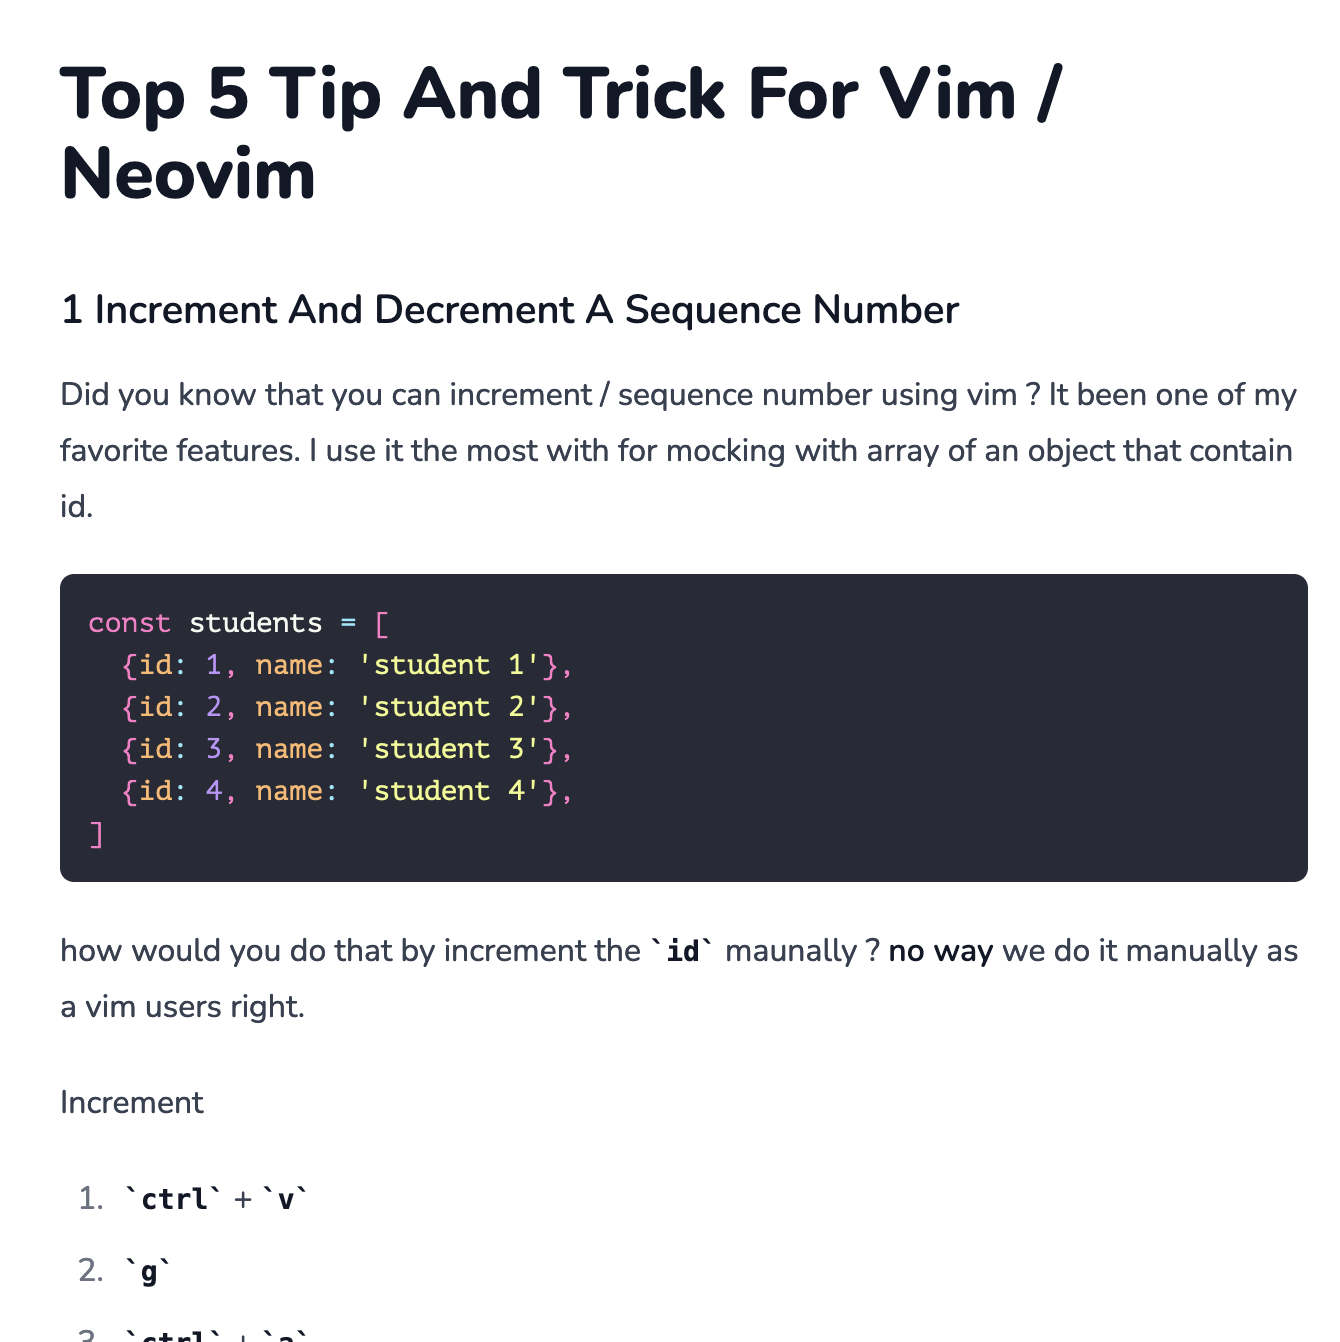 Top 5 Tip And Trick For Vim /
Neovim
1 Increment And Decrement A Sequence Number
Did you know that you can increment / sequence number using vim ? It been one of my
favorite features. I use it the most with for mocking with array of an object that contain
id.
const students = [
  {id: 1, name: 'student 1'},
  {id: 2, name: 'student 2'},
  {id: 3, name: 'student 3'},
  {id: 4, name: 'student 4'},
]
how would you do that by increment the `id` maunally ? no way we do it manually as
a vim users right.
Increment
1. `ctrl` + `v`
2. `g`
3. `ctrl` + `a`